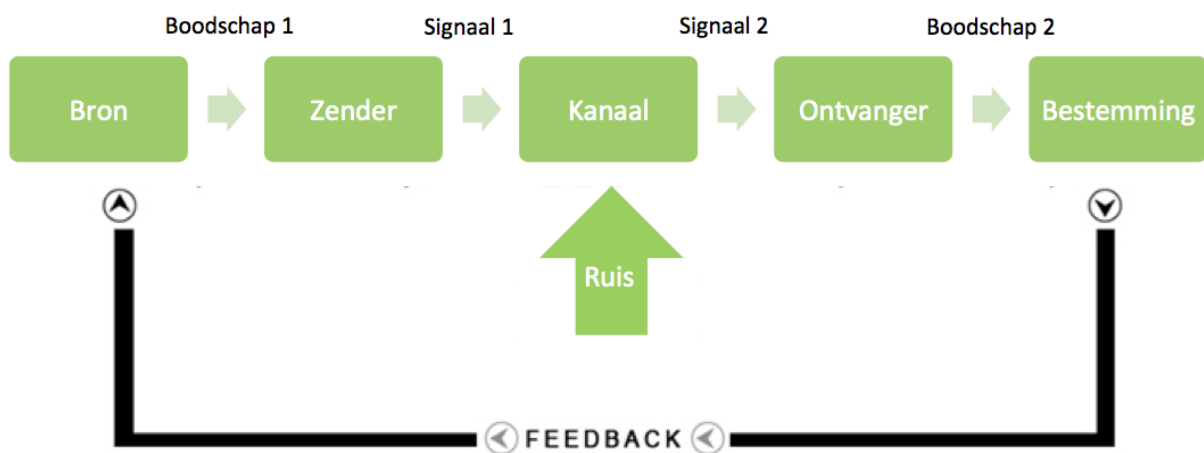 Boodschap 1 Signaal 1 Signaal 2 Boodschap 2
Bron Zender Kanaal Ontvanger Bestemming
Ruis
FEEDBACK